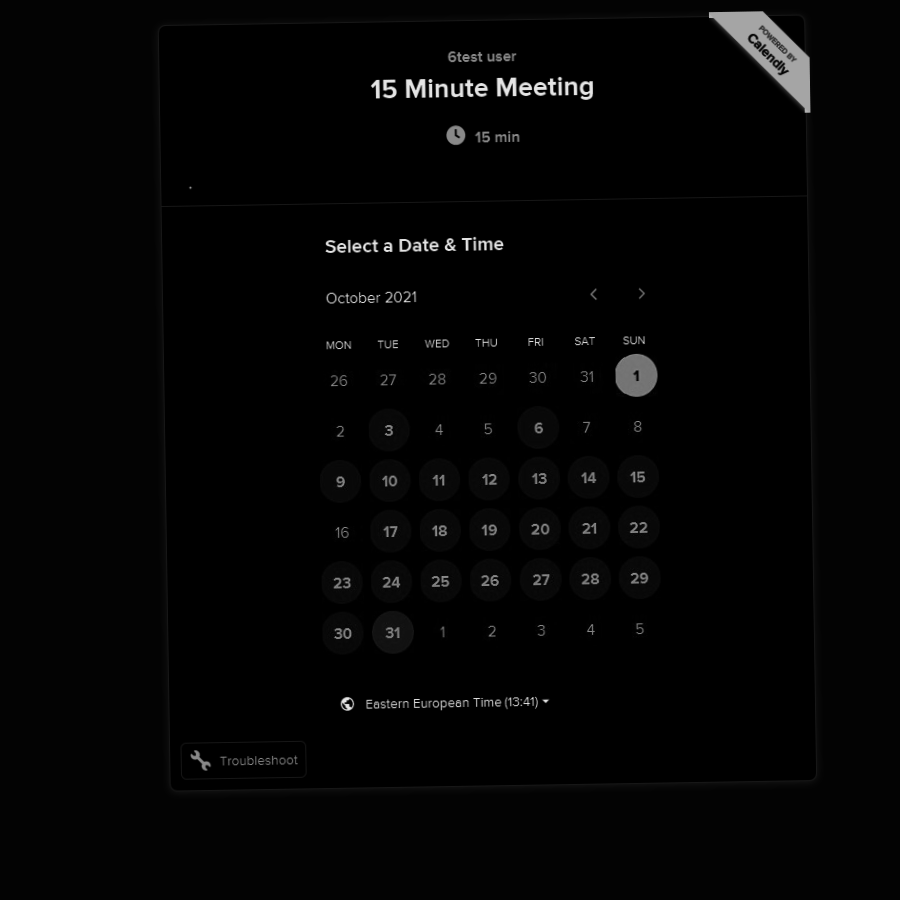 POWERED BY
Calendly
6test user
15 Minute Meeting
15 min
Select a Date & Time
October 2021
MON TUE WED THU FRI SAT SUN
26 27 28 29 30 31 1
2 3 4 5 6 7 8
9 10 11 12 13 14 15
16 17 18 19 20 21 22
23 24 25 26 27 28 29
30 31 1 2 3 4 5
Eastern European Time (13:41)
Troubleshoot